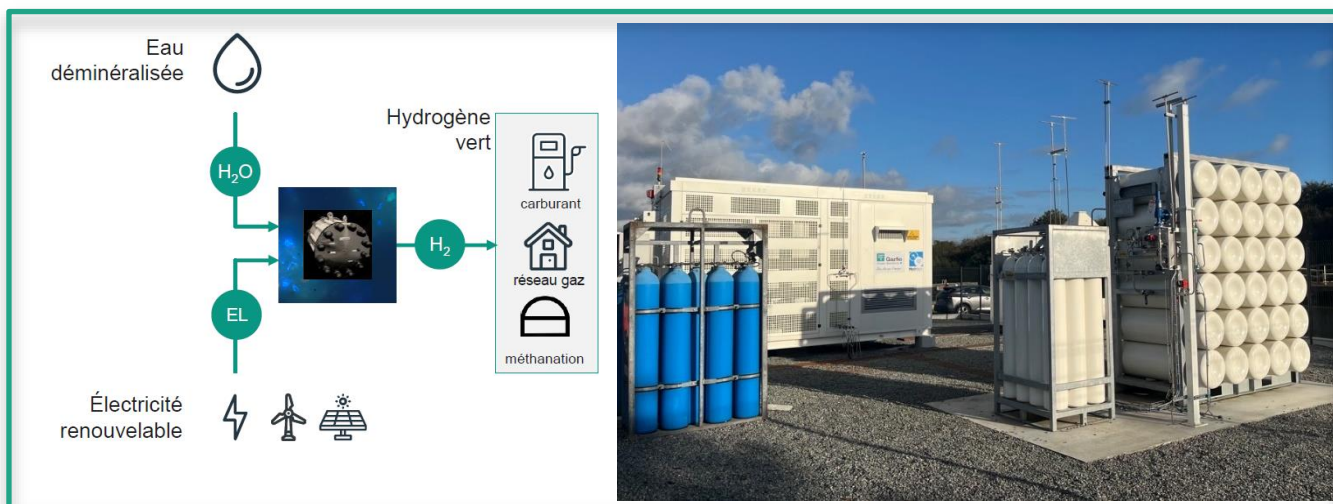 Eau
déminéralisée
H₂O
Hydrogène
vert
carburant
réseau gaz
méthanation
H₂
EL
Électricité
renouvelable